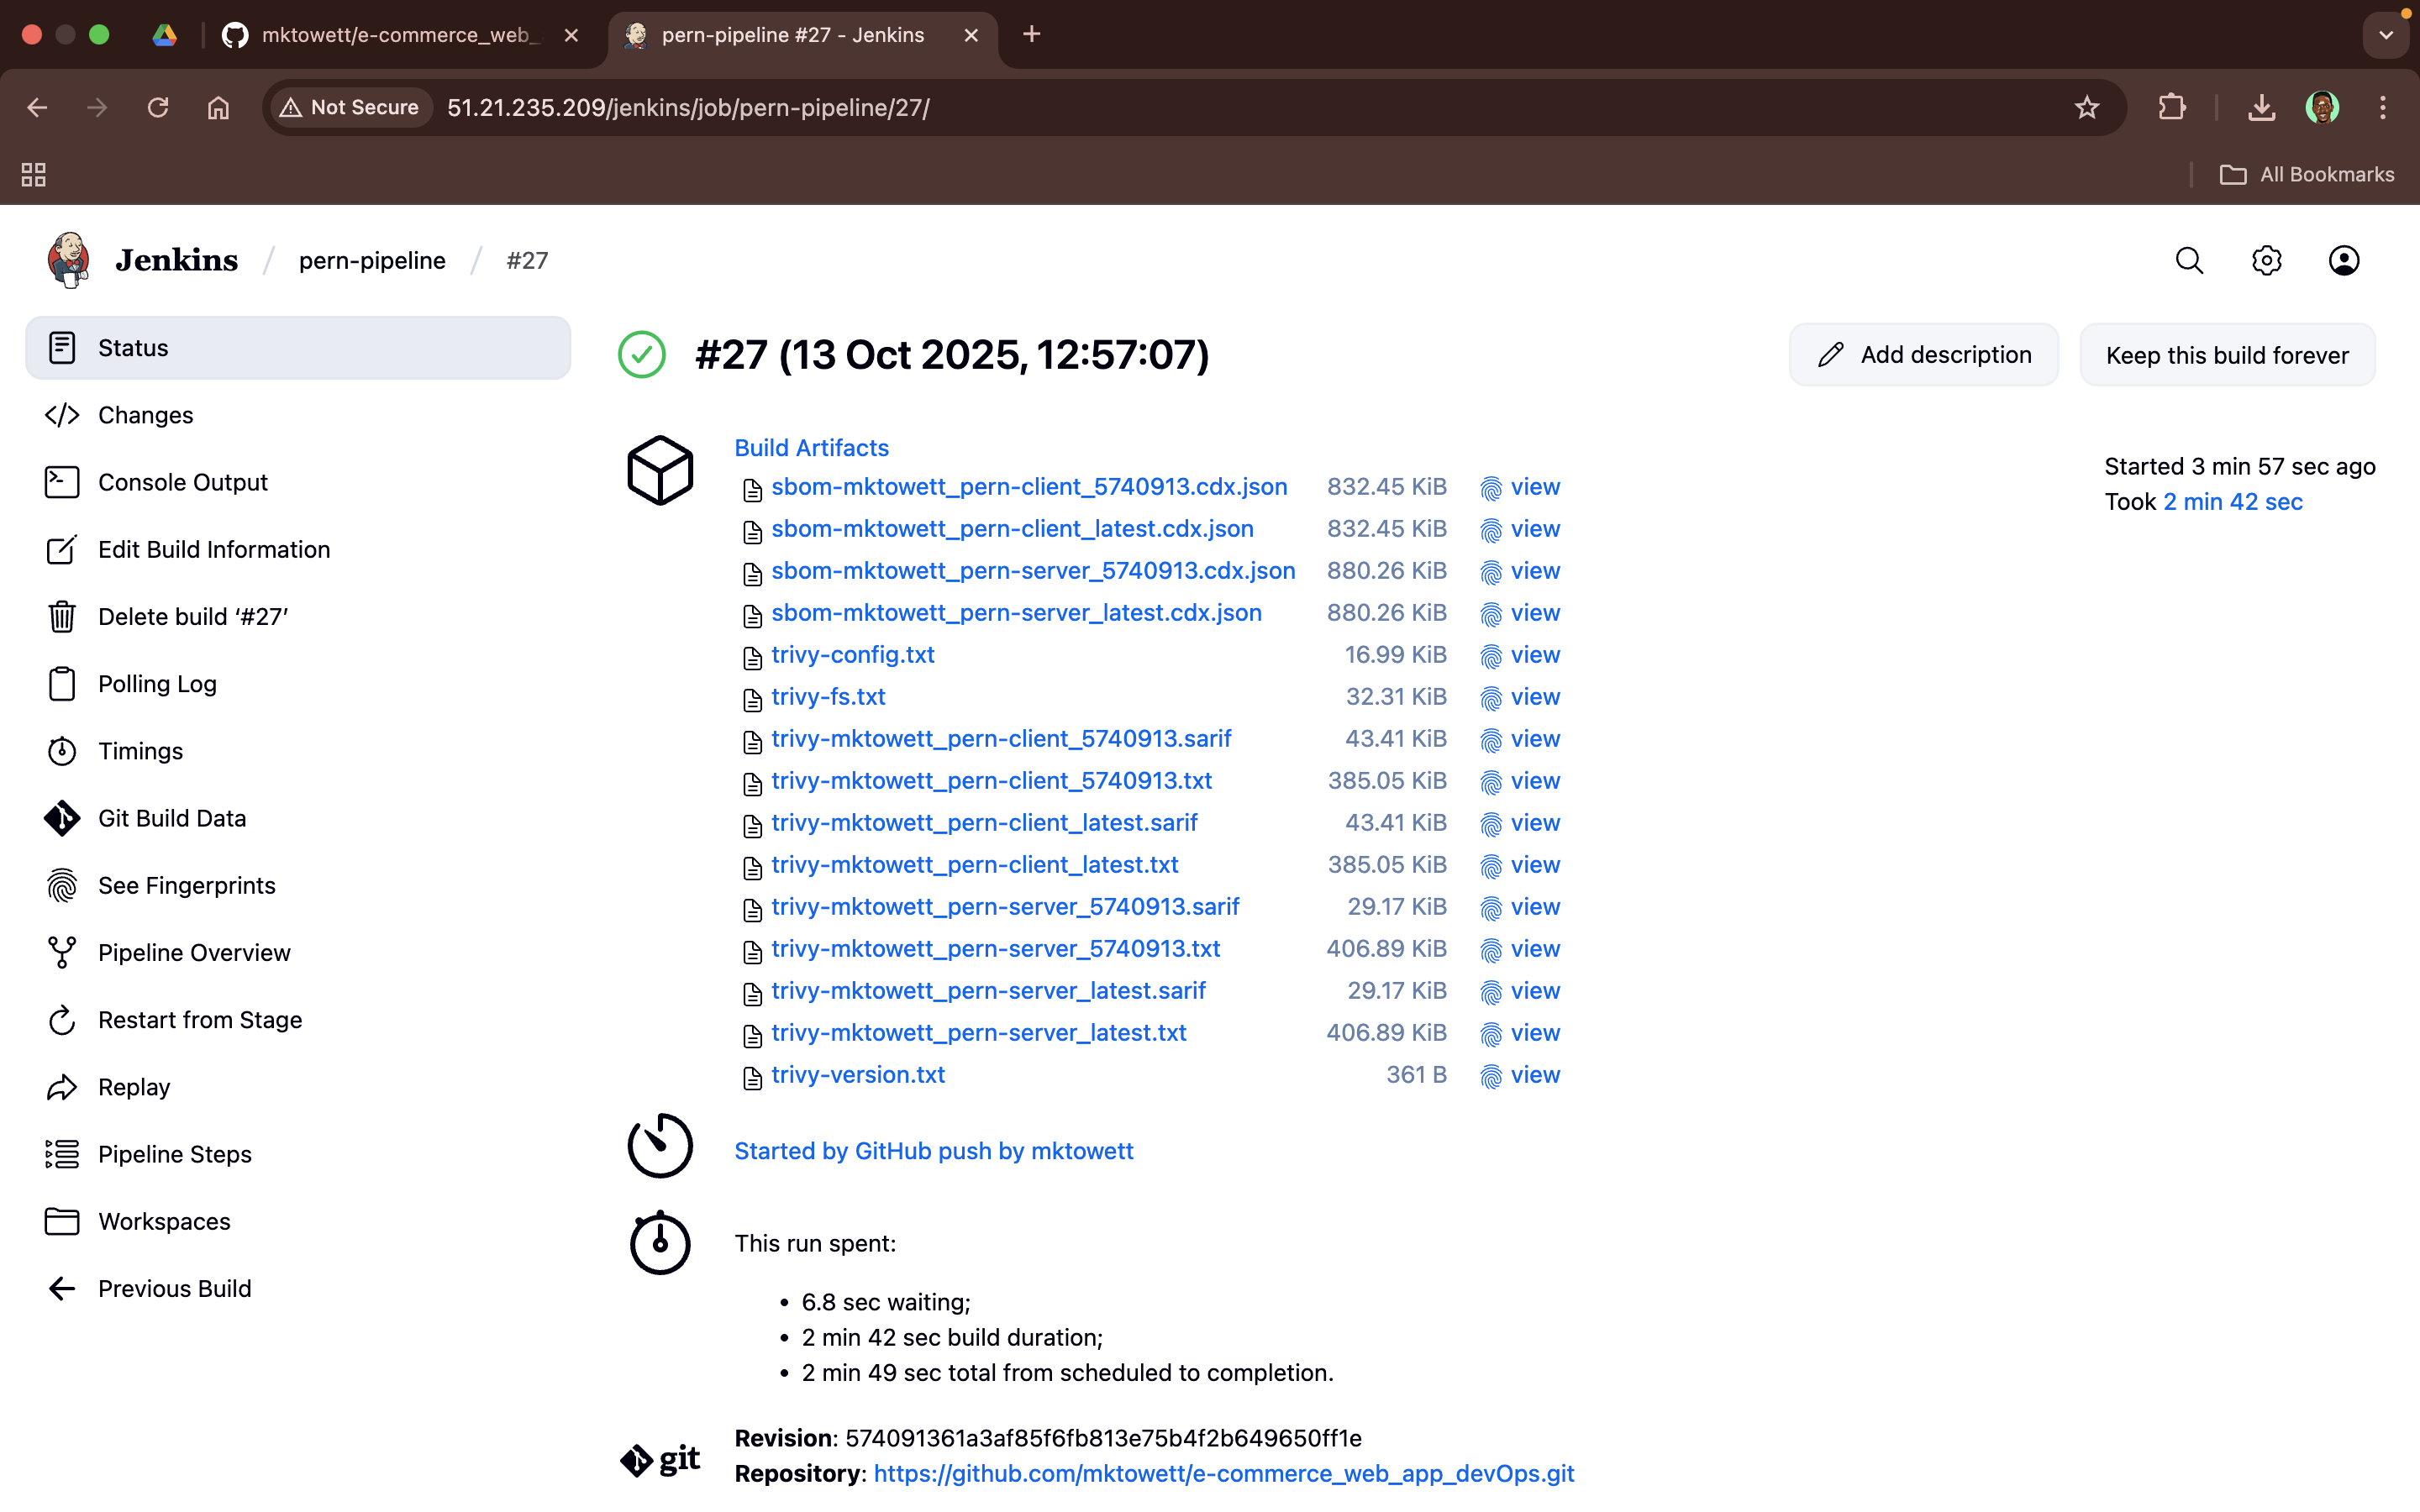 mktowett/e-commerce_web_
pern-pipeline #27 - Jenkins
Not Secure
51.21.235.209/jenkins/job/pern-pipeline/27/
All Bookmarks
Jenkins / pern-pipeline / #27
Status
Changes
Console Output
Edit Build Information
Delete build ‘#27’
Polling Log
Timings
Git Build Data
See Fingerprints
Pipeline Overview
Restart from Stage
Replay
Pipeline Steps
Workspaces
Previous Build
#27 (13 Oct 2025, 12:57:07)
Add description
Keep this build forever
Started 3 min 57 sec ago
Took 2 min 42 sec
Build Artifacts
sbom-mktowett_pern-client_5740913.cdx.json 832.45 KiB view
sbom-mktowett_pern-client_latest.cdx.json 832.45 KiB view
sbom-mktowett_pern-server_5740913.cdx.json 880.26 KiB view
sbom-mktowett_pern-server_latest.cdx.json 880.26 KiB view
trivy-config.txt 16.99 KiB view
trivy-fs.txt 32.31 KiB view
trivy-mktowett_pern-client_5740913.sarif 43.41 KiB view
trivy-mktowett_pern-client_5740913.txt 385.05 KiB view
trivy-mktowett_pern-client_latest.sarif 43.41 KiB view
trivy-mktowett_pern-client_latest.txt 385.05 KiB view
trivy-mktowett_pern-server_5740913.sarif 29.17 KiB view
trivy-mktowett_pern-server_5740913.txt 406.89 KiB view
trivy-mktowett_pern-server_latest.sarif 29.17 KiB view
trivy-mktowett_pern-server_latest.txt 406.89 KiB view
trivy-version.txt 361 B view
Started by GitHub push by mktowett
This run spent:
• 6.8 sec waiting;
• 2 min 42 sec build duration;
• 2 min 49 sec total from scheduled to completion.
git
Revision: 574091361a3af85f6fb813e75b4f2b649650ff1e
Repository: https://github.com/mktowett/e-commerce_web_app_devOps.git